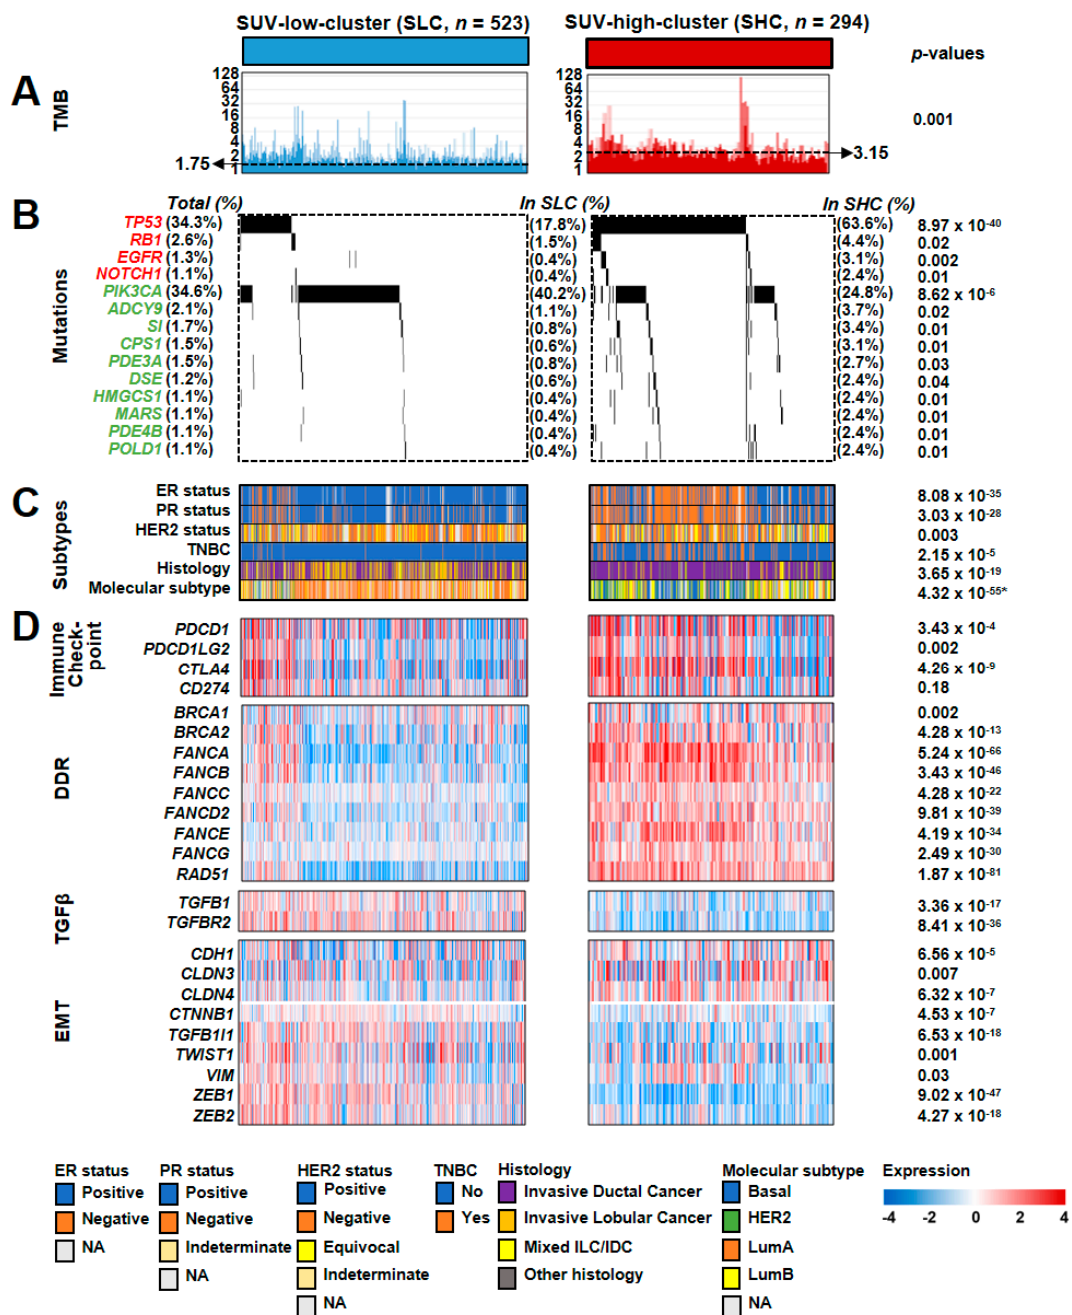 SUV-low-cluster (SLC, n = 523) SUV-high-cluster (SHC, n = 294)
p-values
A TMB
128 64 32 16 8 4 2 1
1.75
128 64 32 16 8 4 2 1
3.15
0.001
B Mutations
Total (%) In SLC (%) In SHC (%)
TP53 (34.3%) (17.8%) (63.6%) 8.97 x 10-40
RB1 (2.6%) (1.5%) (4.4%) 0.02
EGFR (1.3%) (0.4%) (3.1%) 0.002
NOTCH1 (1.1%) (0.4%) (2.4%) 0.01
PIK3CA (34.6%) (40.2%) (24.8%) 8.62 x 10-6
ADCY9 (2.1%) (1.1%) (3.7%) 0.02
SI (1.7%) (0.8%) (3.4%) 0.01
CPS1 (1.5%) (0.6%) (3.1%) 0.01
PDE3A (1.5%) (0.8%) (2.7%) 0.03
DSE (1.2%) (0.6%) (2.4%) 0.04
HMGCS1 (1.1%) (0.4%) (2.4%) 0.01
MARS (1.1%) (0.4%) (2.4%) 0.01
PDE4B (1.1%) (0.4%) (2.4%) 0.01
POLD1 (1.1%) (0.4%) (2.4%) 0.01
C Subtypes
ER status 8.08 x 10-35
PR status 3.03 x 10-28
HER2 status 0.003
TNBC 2.15 x 10-5
Histology 3.65 x 10-19
Molecular subtype 4.32 x 10-55*
D Immune Check-point
PDCD1 3.43 x 10-4
PDCD1LG2 0.002
CTLA4 4.26 x 10-9
CD274 0.18
DDR
BRCA1 0.002
BRCA2 4.28 x 10-13
FANCA 5.24 x 10-66
FANCB 3.43 x 10-46
FANCC 4.28 x 10-22
FANCD2 9.81 x 10-39
FANCE 4.19 x 10-34
FANCG 2.49 x 10-30
RAD51 1.87 x 10-81
TGFβ
TGFB1 3.36 x 10-17
TGFBR2 8.41 x 10-36
EMT
CDH1 6.56 x 10-5
CLDN3 0.007
CLDN4 6.32 x 10-7
CTNNB1 4.53 x 10-7
TGFB1I1 6.53 x 10-18
TWIST1 0.001
VIM 0.03
ZEB1 9.02 x 10-47
ZEB2 4.27 x 10-18
ER status
Positive
Negative
NA
PR status
Positive
Negative
Indeterminate
NA
HER2 status
Positive
Negative
Equivocal
Indeterminate
NA
TNBC
No
Yes
Histology
Invasive Ductal Cancer
Invasive Lobular Cancer
Mixed ILC/IDC
Other histology
Molecular subtype
Basal
HER2
LumA
LumB
NA
Expression
-4 -2 0 2 4